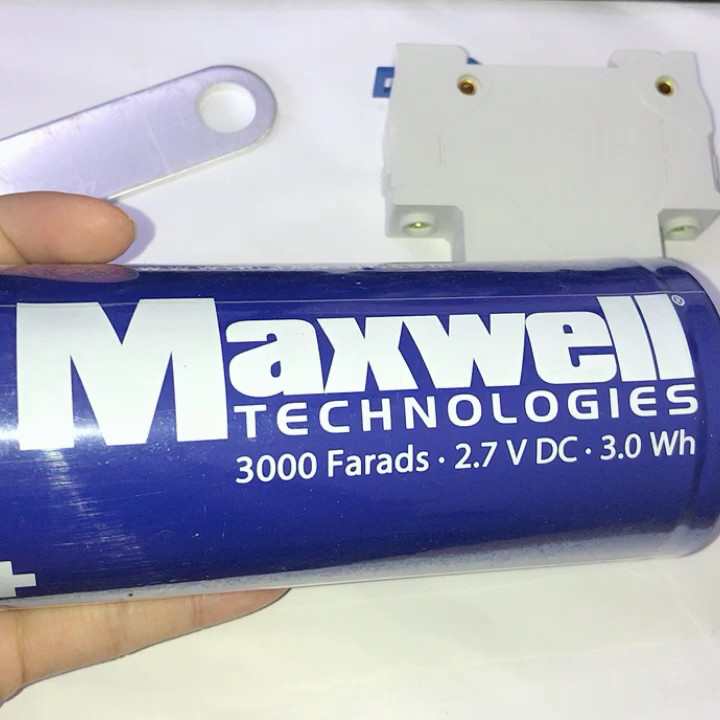 Maxwell®
TECHNOLOGIES
3000 Farads · 2.7 V DC · 3.0 Wh
+